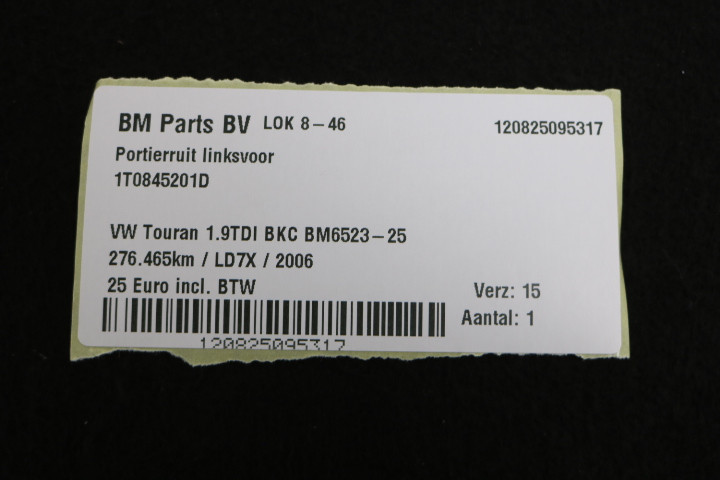 BM Parts BV LOK 8-46 120825095317
Portierruit linksvoor
1T0845201D
VW Touran 1.9TDI BKC BM6523-25
276.465km / LD7X / 2006
25 Euro incl. BTW Verz: 15
Aantal: 1
120825095317